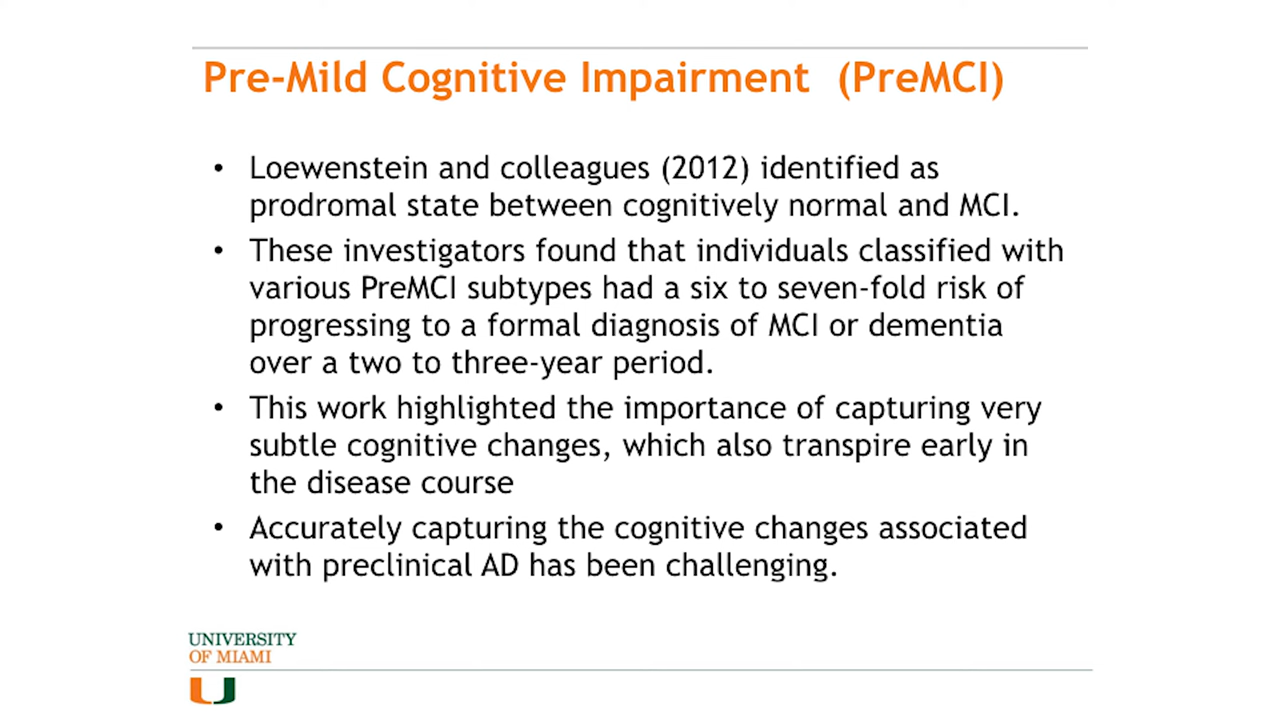 Pre-Mild Cognitive Impairment (PreMCI)
• Loewenstein and colleagues (2012) identified as
prodromal state between cognitively normal and MCI.
• These investigators found that individuals classified with
various PreMCI subtypes had a six to seven-fold risk of
progressing to a formal diagnosis of MCI or dementia
over a two to three-year period.
• This work highlighted the importance of capturing very
subtle cognitive changes, which also transpire early in
the disease course
• Accurately capturing the cognitive changes associated
with preclinical AD has been challenging.
UNIVERSITY
OF MIAMI
U